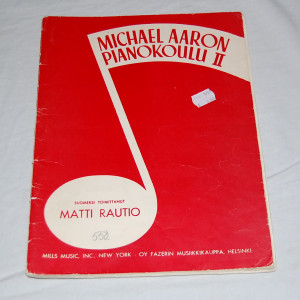 MICHAEL AARON
PIANOKOULU II
SUOMEKSI TOIMITTANUT
MATTI RAUTIO
MILLS MUSIC, INC. NEW YORK - OY FAZERIN MUSIIKKIKAUPPA, HELSINKI